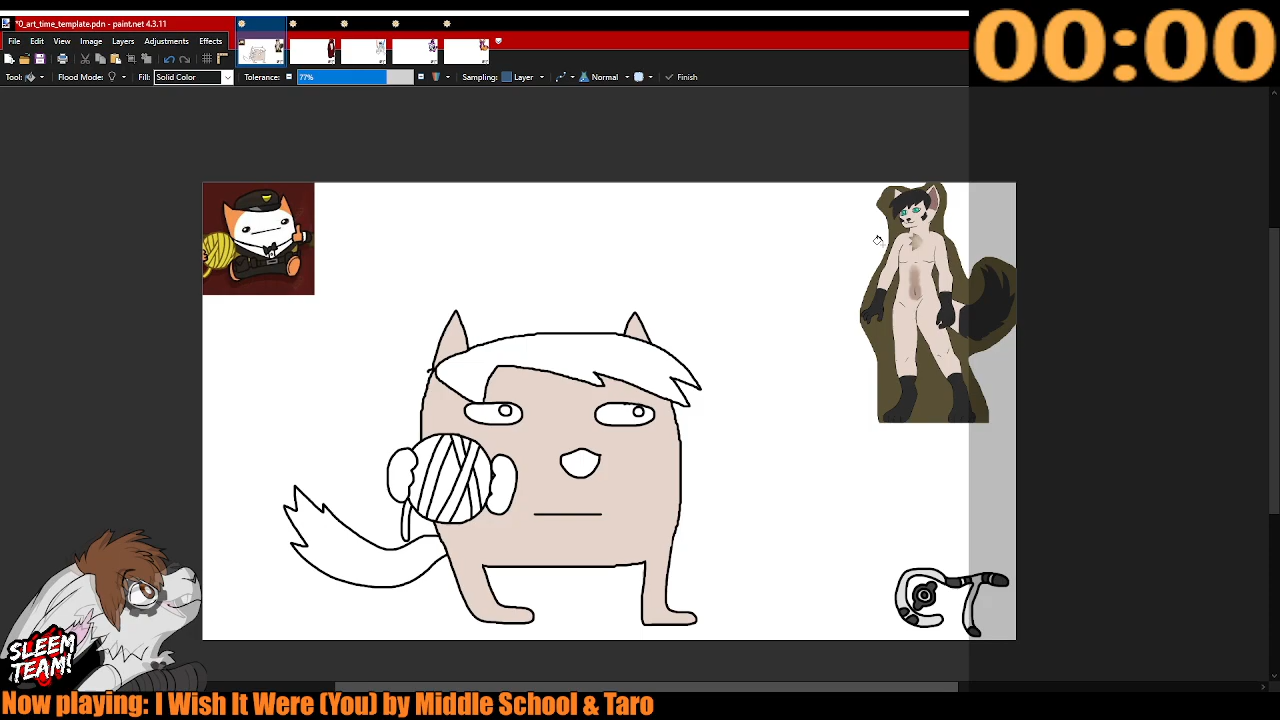 *0_art_time_template.pdn - paint.net 4.3.11
00:00
File Edit View Image Layers Adjustments Effects
Tool: Flood Mode: Fill: Solid Color Tolerance: 77% Sampling: Layer Normal Finish
SLEEM
TEAM!
Now playing: I Wish It Were (You) by Middle School & Taro